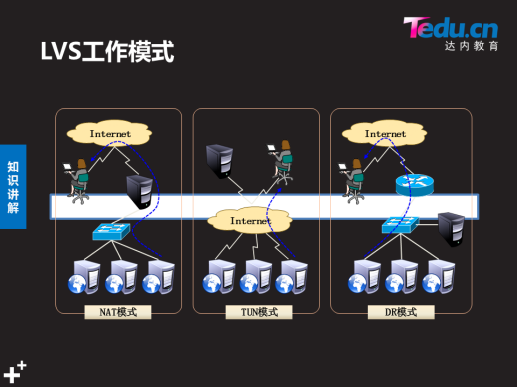 LVS工作模式
Tedu.cn
达内教育
知识讲解
Internet
Internet
Internet
NAT模式
TUN模式
DR模式